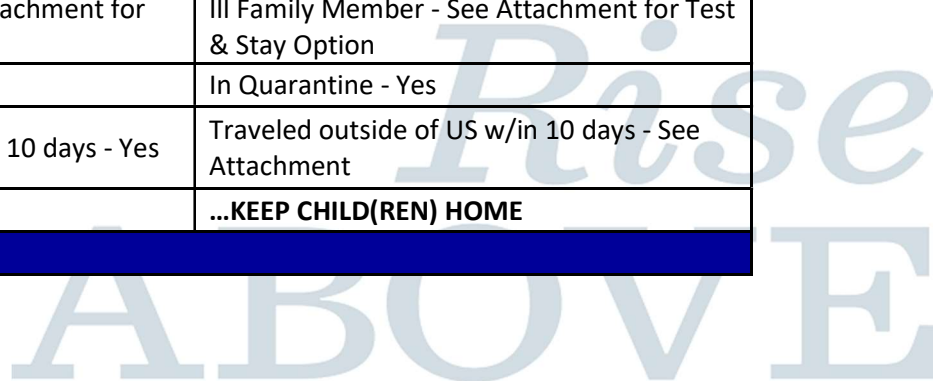 achment for
III Family Member - See Attachment for Test
& Stay Option
In Quarantine - Yes
10 days - Yes
Traveled outside of US w/in 10 days - See
Attachment
...KEEP CHILD(REN) HOME
Rise
ABOVE